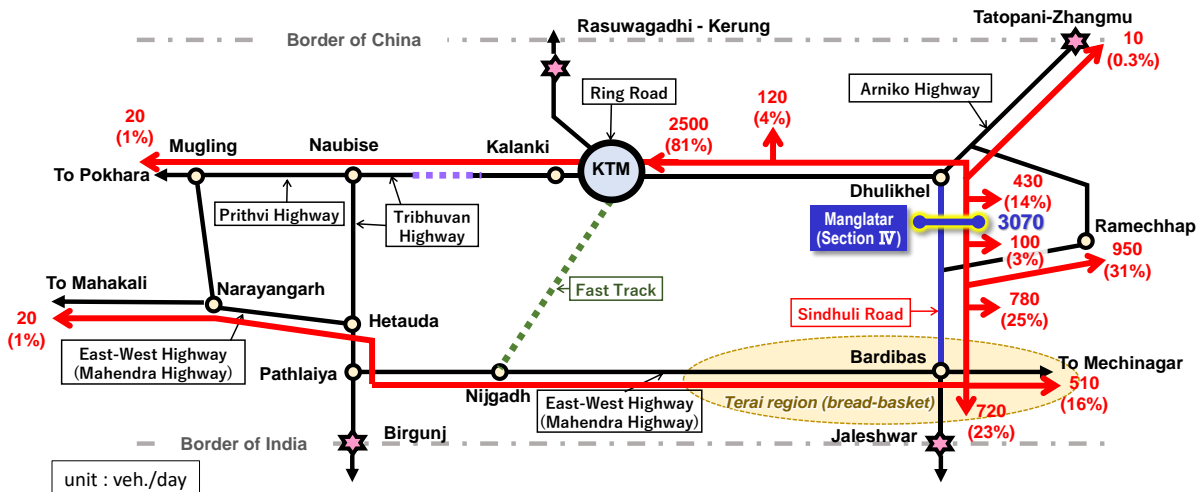 Rasuwagadhi - Kerung
Tatopani-Zhangmu
Border of China
10
(0.3%)
Ring Road
Arniko Highway
120
(4%)
20
(1%)
2500
(81%)
Mugling
Naubise
Kalanki
KTM
To Pokhara
Dhulikhel
430
(14%)
Prithvi Highway
Tribhuvan
Highway
Manglatar
(Section Ⅳ)
3070
Ramechhap
100
(3%)
950
(31%)
To Mahakali
Narayangarh
Fast Track
780
(25%)
Sindhuli Road
20
(1%)
Hetauda
East-West Highway
(Mahendra Highway)
Bardibas
To Mechinagar
Pathlaiya
Nijgadh
East-West Highway
(Mahendra Highway)
Terai region (bread-basket)
510
(16%)
720
(23%)
Border of India
Birgunj
Jaleshwar
unit : veh./day